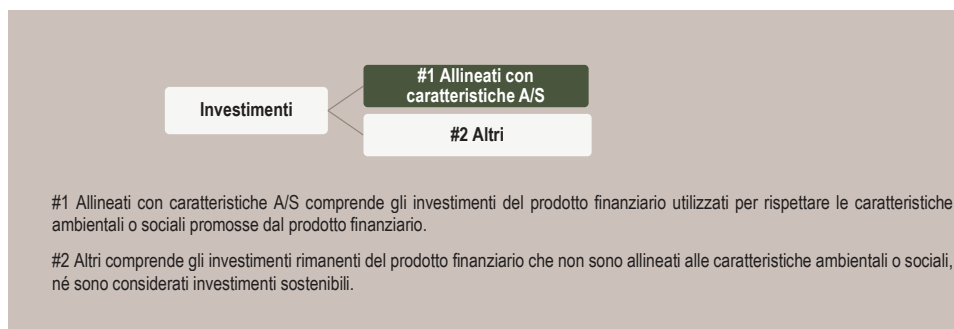 #1 Allineati con
caratteristiche A/S
Investimenti
#2 Altri
#1 Allineati con caratteristiche A/S comprende gli investimenti del prodotto finanziario utilizzati per rispettare le caratteristiche
ambientali o sociali promosse dal prodotto finanziario.
#2 Altri comprende gli investimenti rimanenti del prodotto finanziario che non sono allineati alle caratteristiche ambientali o sociali,
né sono considerati investimenti sostenibili.